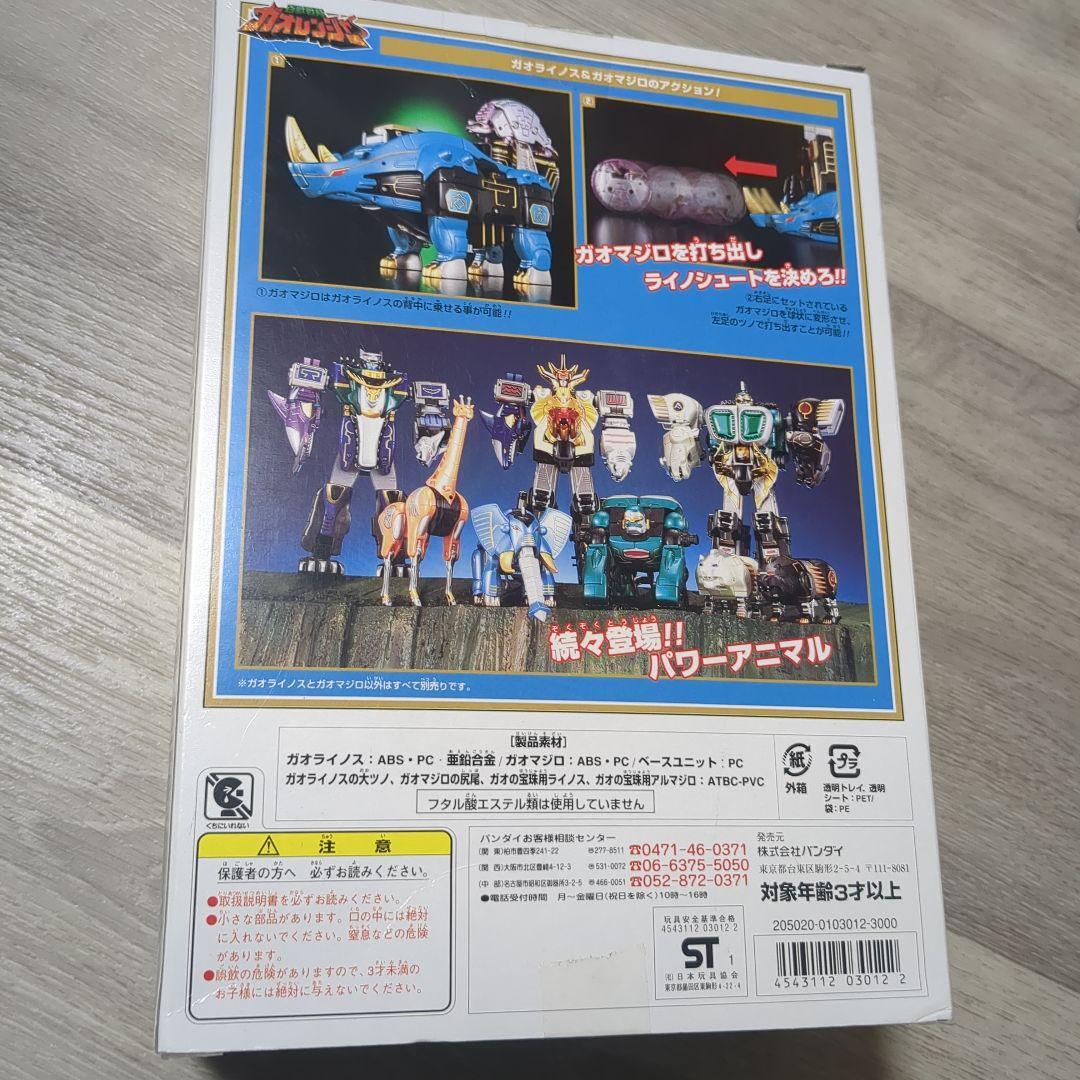 百獣戦隊
ガオレンジャー
ガオライノス&ガオマジロのアクション!
①
②
ガオマジロを打ち出し
ライノシュートを決めろ!!
①ガオマジロはガオライノスの背中に乗せる事が可能!!
②右足にセットされている
ガオマジロを球状に変形させ、
左足のツノで打ち出すことが可能!!
ぞくぞくとうじょう
続々登場!!
パワーアニマル
※ガオライノスとガオマジロ以外はすべて別売りです。
[製品素材]
ガオライノス:ABS・PC・亜鉛合金/ガオマジロ:ABS・PC/ベースユニット:PC
ガオライノスの大ツノ、ガオマジロの尻尾、ガオの宝珠用ライノス、ガオの宝珠用アルマジロ:ATBC-PVC
フタル酸エステル類は使用していません
紙
外箱
プラ
透明トレイ、透明
シート:PET/
袋:PE
くちにいれない
注意
保護者の方へ 必ずお読みください。
●取扱説明書を必ずお読みください。
●小さな部品があります。口の中には絶対
に入れないでください。窒息などの危険
があります。
●誤飲の危険がありますので、3才未満の
お子様には絶対に与えないでください。
バンダイお客様相談センター
(関 東)柏市豊四季241-22 〒277-8511 ☎0471-46-0371
(関 西)大阪市北区豊崎4-12-3 〒531-0072 ☎06-6375-5050
(中 部)名古屋市昭和区御器所3-2-5 〒466-0051 ☎052-872-0371
●電話受付時間 月〜金曜日(祝日を除く)10時〜16時
発売元
株式会社バンダイ
東京都台東区駒形2-5-4 〒111-8081
対象年齢3才以上
玩具安全基準合格
4543112 03012 2
ST 1
(社)日本玩具協会
東京都墨田区東駒形4-22-4
205020-0103012-3000
4543112 03012 2